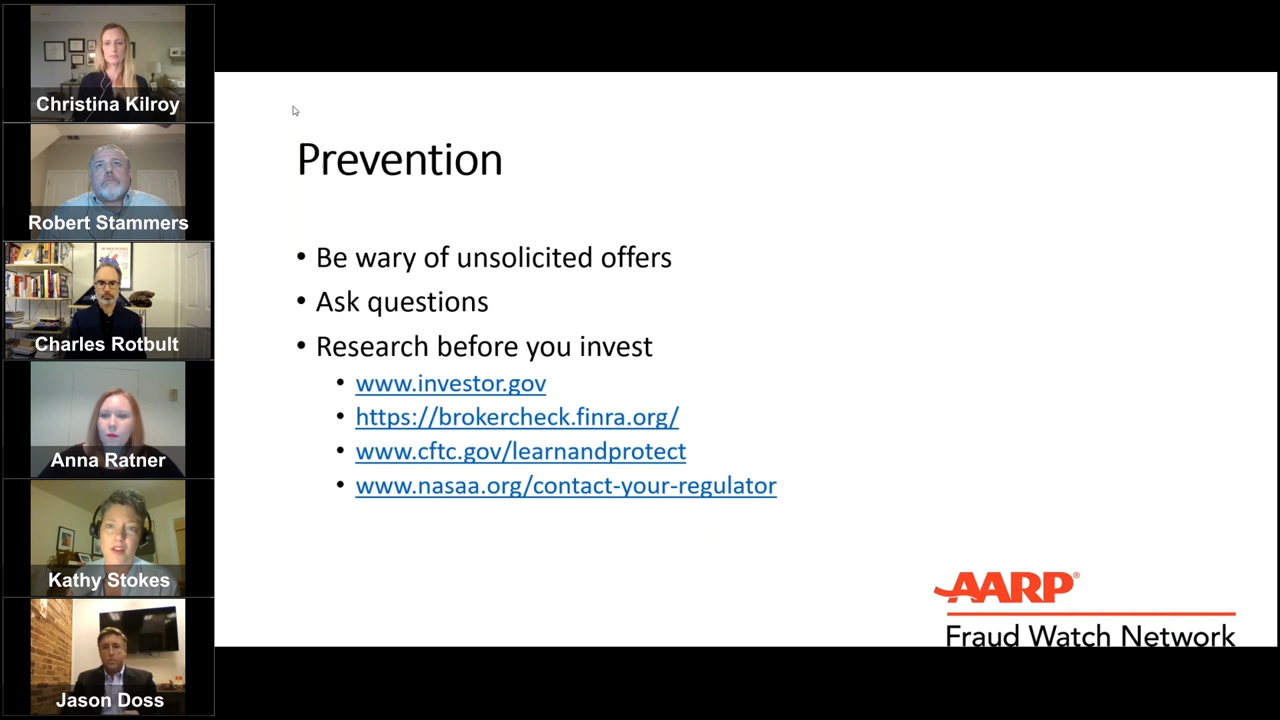 Christina Kilroy
Robert Stammers
Charles Rotbult
Anna Ratner
Kathy Stokes
Jason Doss
Prevention
• Be wary of unsolicited offers
• Ask questions
• Research before you invest
• www.investor.gov
• https://brokercheck.finra.org/
• www.cftc.gov/learnandprotect
• www.nasaa.org/contact-your-regulator
AARP®
Fraud Watch Network